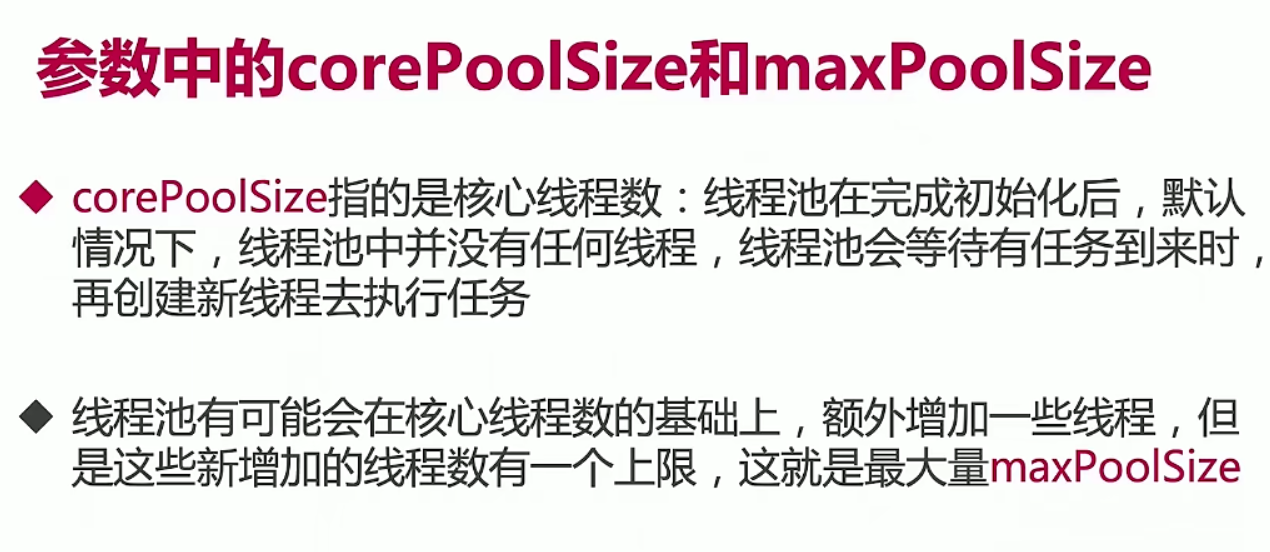 参数中的corePoolSize和maxPoolSize
corePoolSize指的是核心线程数：线程池在完成初始化后，默认
情况下，线程池中并没有任何线程，线程池会等待有任务到来时，
再创建新线程去执行任务
线程池有可能会在核心线程数的基础上，额外增加一些线程，但
是这些新增加的线程数有一个上限，这就是最大量maxPoolSize